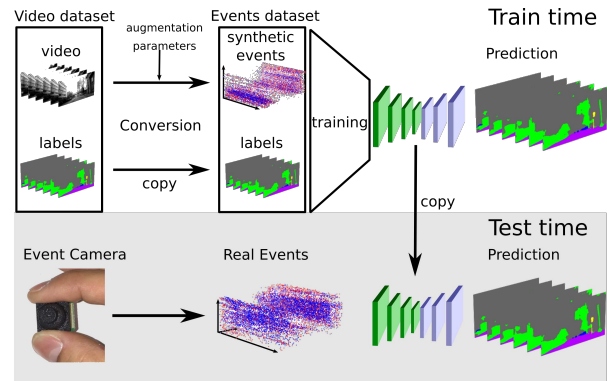 Video dataset
Events dataset
Train time
augmentation
parameters
video
synthetic
events
Prediction
Conversion
training
labels
labels
copy
copy
Test time
Event Camera
Real Events
Prediction